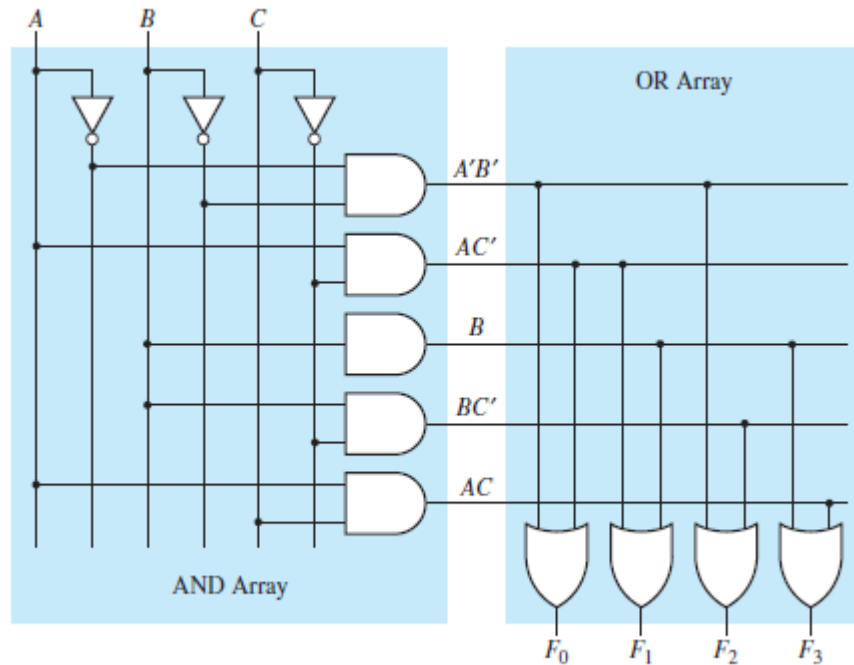 A B C
OR Array
A′B′
AC′
B
BC′
AC
AND Array
F₀ F₁ F₂ F₃